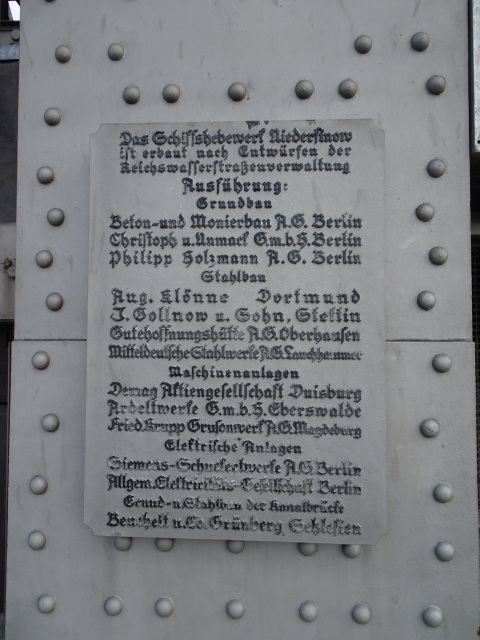 Das Schiffshebewerk Niederfinow
ist erbaut nach Entwürfen der
Reichswasserstraßenverwaltung
Ausführung:
Grundbau
Beton-und Monierbau A.G. Berlin
Christoph u. Unmack G.m.b.H. Berlin
Philipp Holzmann A.G. Berlin
Stahlbau
Aug. Klönne Dortmund
J. Gollnow u. Sohn, Stettin
Gutehoffnungshütte A.G. Oberhausen
Mitteldeutsche Stahlwerke A.G. Lauchhammer
Maschinenanlagen
Demag Aktiengesellschaft Duisburg
Ardeltwerke G.m.b.H. Eberswalde
Fried. Krupp Grusonwerk A.G. Magdeburg
Elektrische Anlagen
Siemens-Schuckertwerke A.G. Berlin
Allgem. Elektricitäts-Gesellschaft Berlin
Grund-u. Stahlbau der Kanalbrücke
Beuchelt u. Co. Grünberg, Schlesien